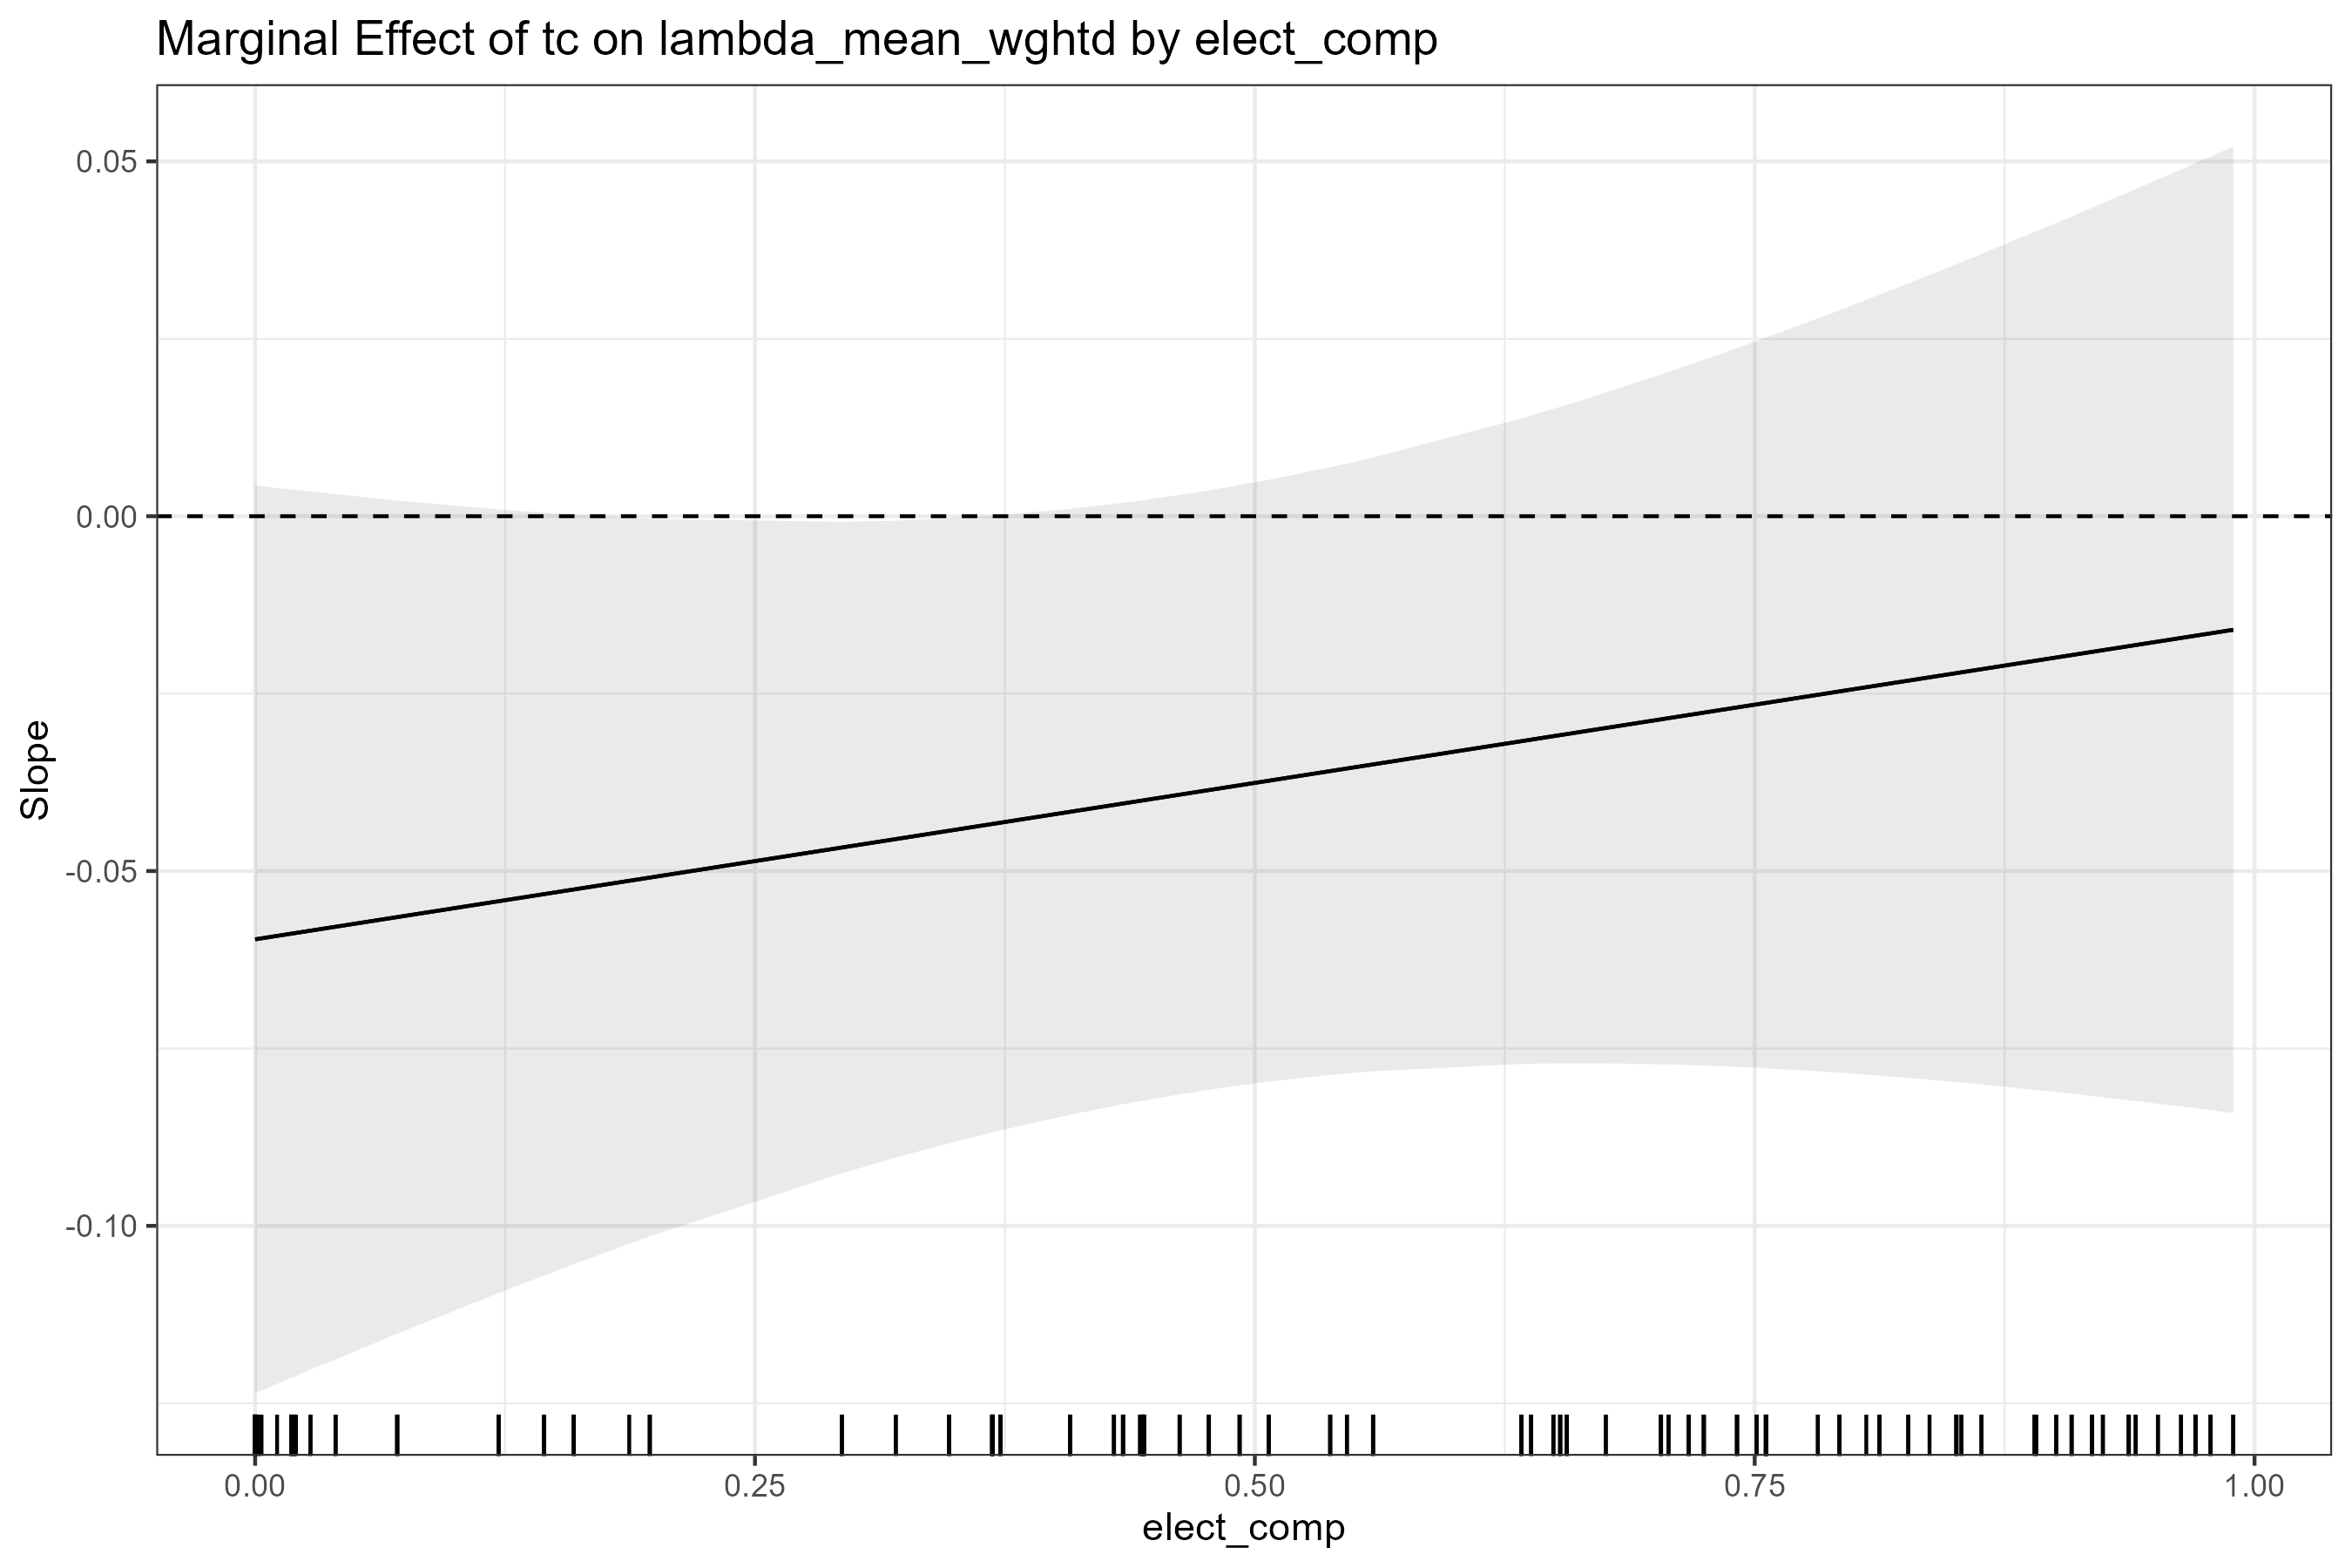 Marginal Effect of tc on lambda_mean_wghtd by elect_comp
0.05
0.00
-0.05
-0.10
Slope
0.00 0.25 0.50 0.75 1.00
elect_comp